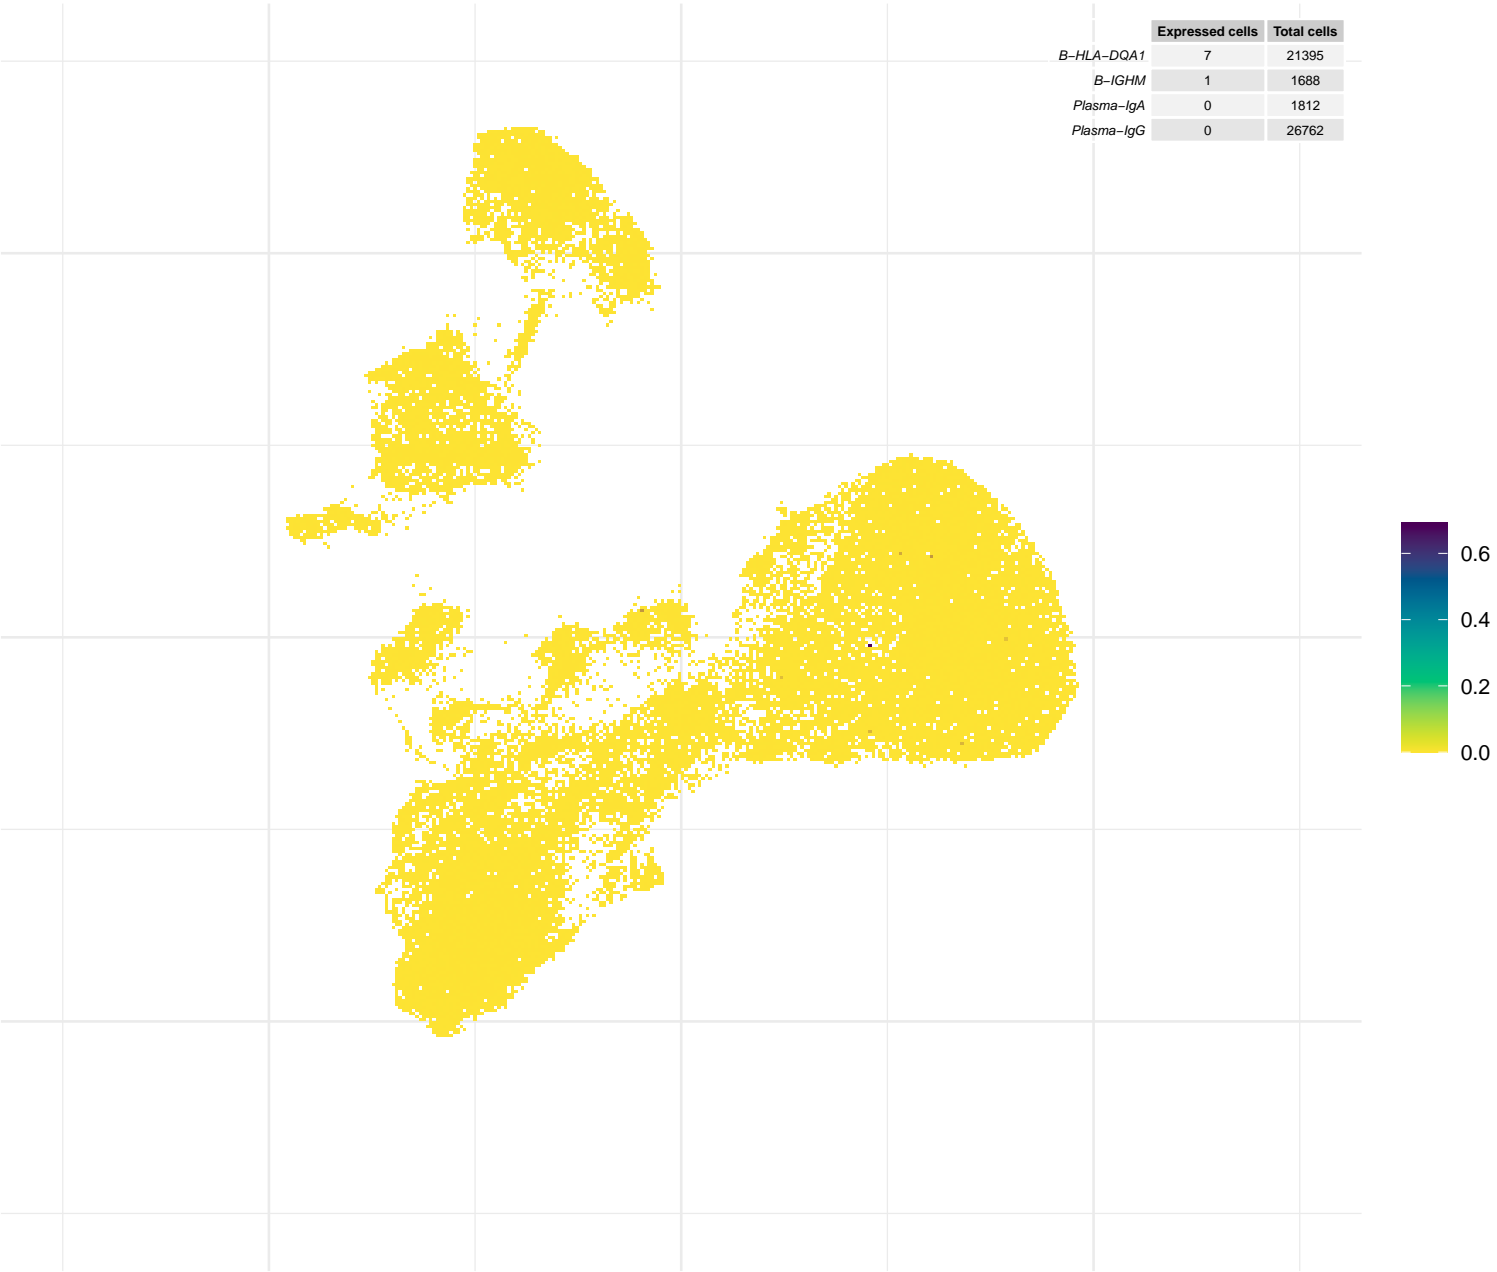 Expressed cells Total cells
B−HLA−DQA1 7 21395
B−IGHM 1 1688
Plasma−IgA 0 1812
Plasma−IgG 0 26762
0.6
0.4
0.2
0.0